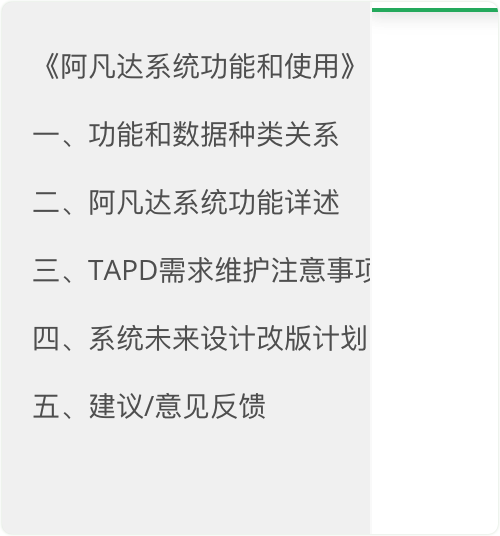 《阿凡达系统功能和使用》
一、功能和数据种类关系
二、阿凡达系统功能详述
三、TAPD需求维护注意事项
四、系统未来设计改版计划
五、建议/意见反馈